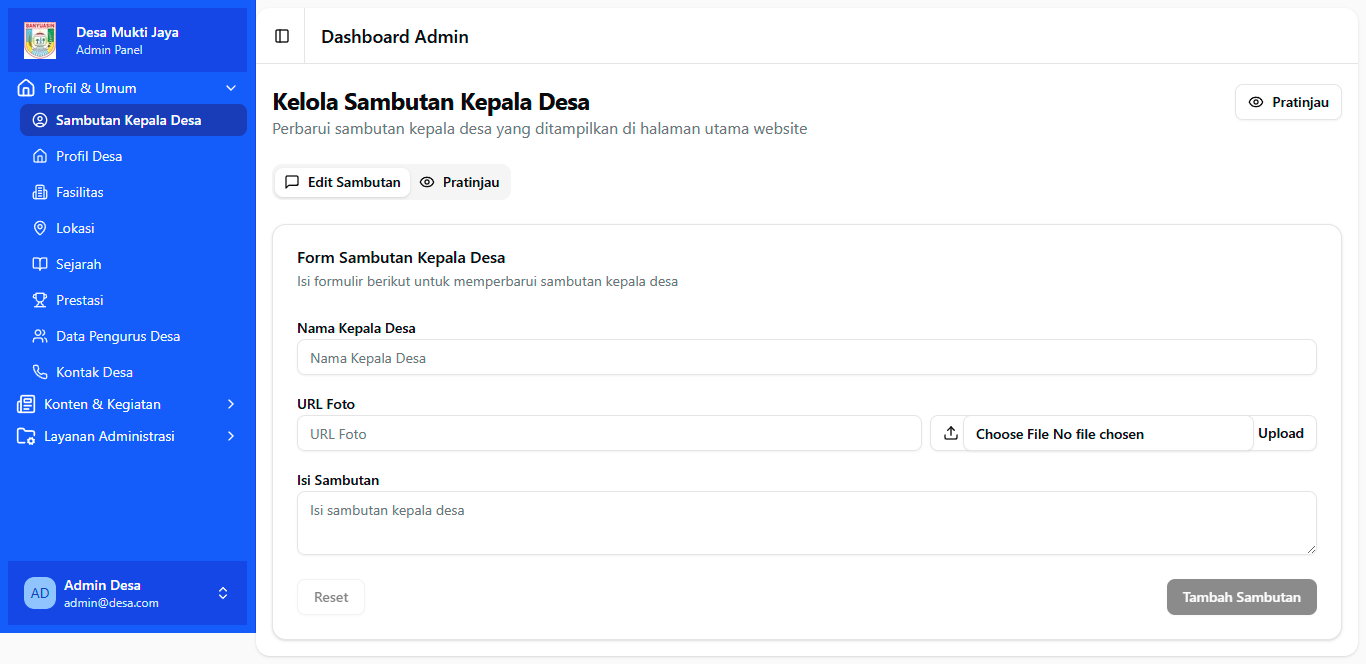 BANYUASIN
Desa Mukti Jaya
Admin Panel
Profil & Umum
Sambutan Kepala Desa
Profil Desa
Fasilitas
Lokasi
Sejarah
Prestasi
Data Pengurus Desa
Kontak Desa
Konten & Kegiatan
Layanan Administrasi
AD
Admin Desa
admin@desa.com
Dashboard Admin
Kelola Sambutan Kepala Desa
Perbarui sambutan kepala desa yang ditampilkan di halaman utama website
Pratinjau
Edit Sambutan Pratinjau
Form Sambutan Kepala Desa
Isi formulir berikut untuk memperbarui sambutan kepala desa
Nama Kepala Desa
Nama Kepala Desa
URL Foto
URL Foto Choose File No file chosen Upload
Isi Sambutan
Isi sambutan kepala desa
Reset Tambah Sambutan